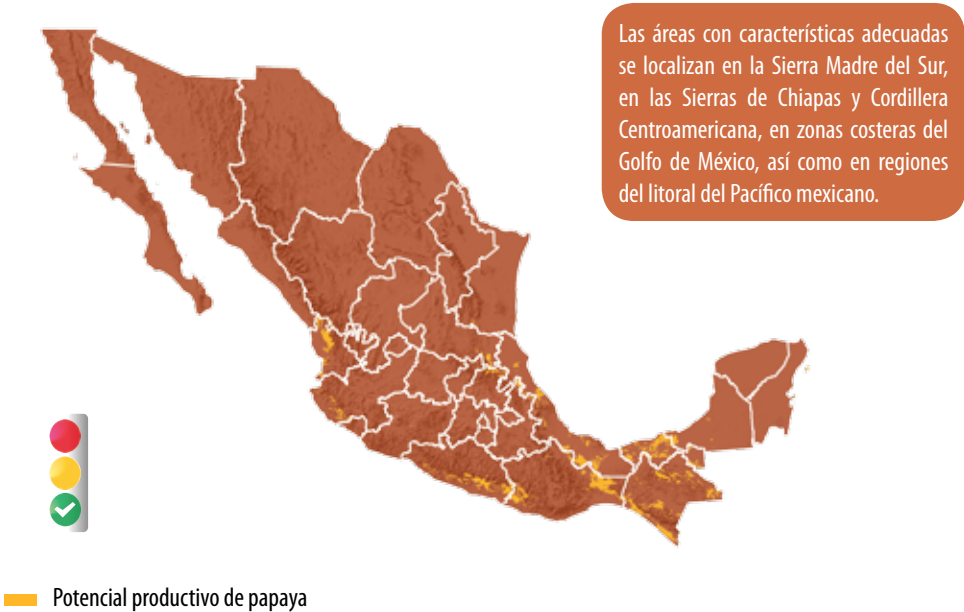 Las áreas con características adecuadas
se localizan en la Sierra Madre del Sur,
en las Sierras de Chiapas y Cordillera
Centroamericana, en zonas costeras del
Golfo de México, así como en regiones
del litoral del Pacífico mexicano.
Potencial productivo de papaya